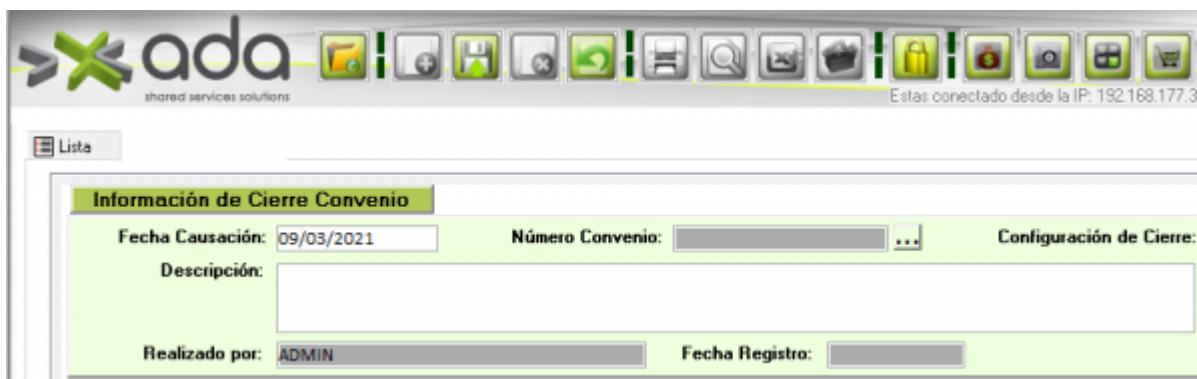 ada
shared services solutions
Estas conectado desde la IP: 192.168.177.3
Lista
Información de Cierre Convenio
Fecha Causación: 09/03/2021 Número Convenio: ... Configuración de Cierre:
Descripción:
Realizado por: ADMIN Fecha Registro: